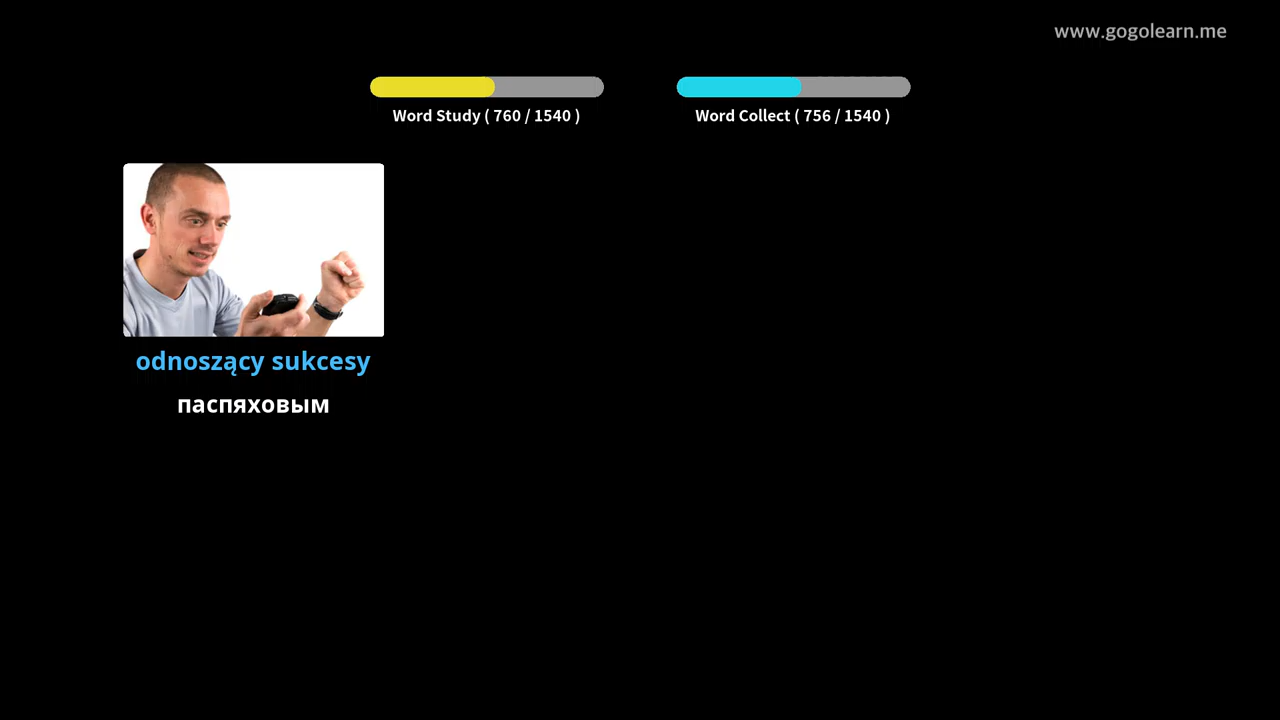 www.gogolearn.me
Word Study ( 760 / 1540 )
Word Collect ( 756 / 1540 )
odnoszący sukcesy
паспяховым